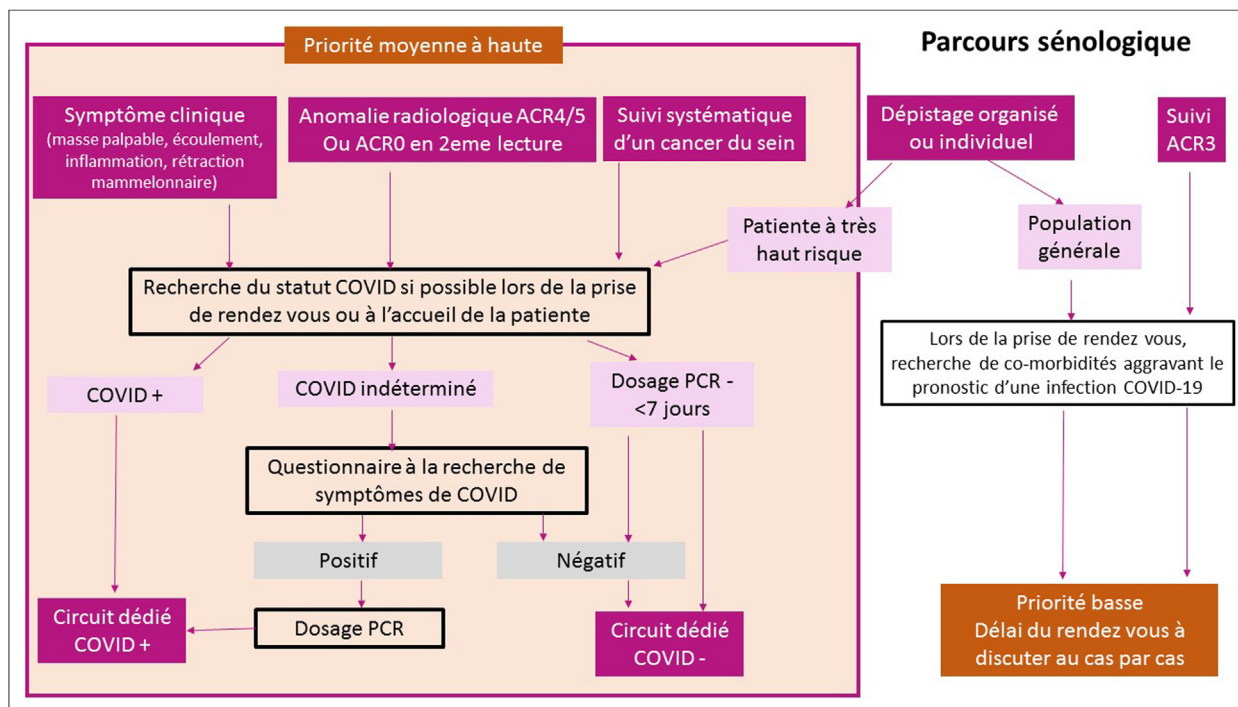 Priorité moyenne à haute
Parcours sénologique
Symptôme clinique
(masse palpable, écoulement,
inflammation, rétraction
mammelonnaire)
Anomalie radiologique ACR4/5
Ou ACR0 en 2eme lecture
Suivi systématique
d’un cancer du sein
Dépistage organisé
ou individuel
Suivi
ACR3
Patiente à très
haut risque
Population
générale
Recherche du statut COVID si possible lors de la prise
de rendez vous ou à l’accueil de la patiente
Lors de la prise de rendez vous,
recherche de co-morbidités aggravant le
pronostic d’une infection COVID-19
COVID +
COVID indéterminé
Dosage PCR -
<7 jours
Questionnaire à la recherche de
symptômes de COVID
Positif
Négatif
Circuit dédié
COVID +
Dosage PCR
Circuit dédié
COVID -
Priorité basse
Délai du rendez vous à
discuter au cas par cas